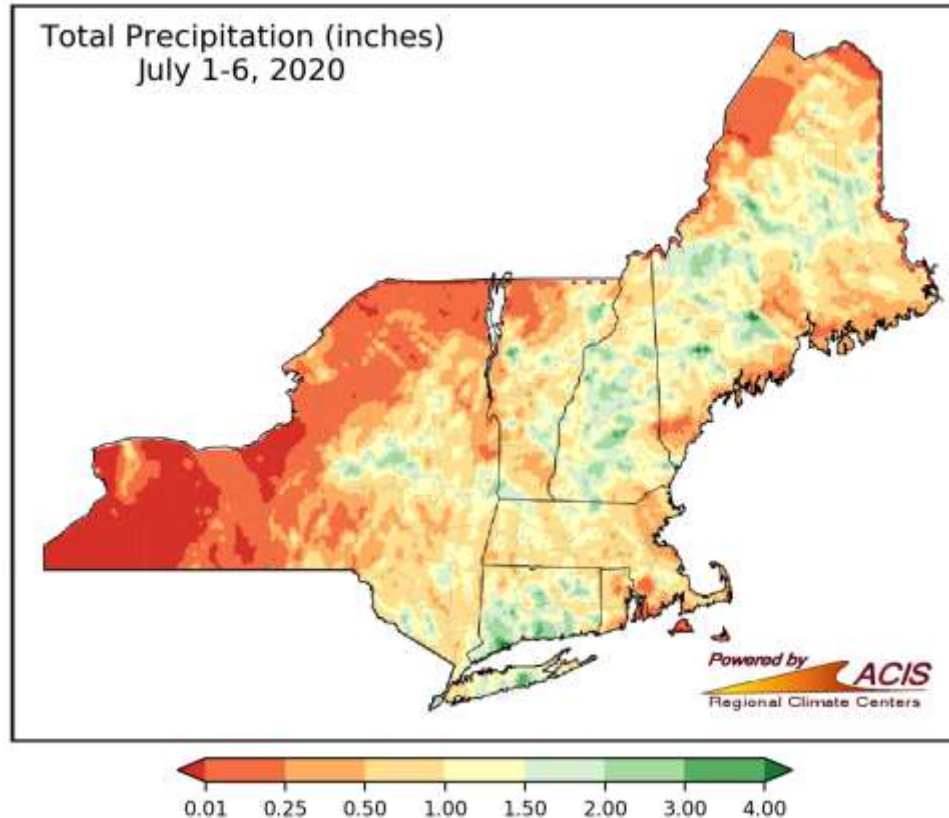 Total Precipitation (inches)
July 1-6, 2020
Powered by
ACIS
Regional Climate Centers
0.01 0.25 0.50 1.00 1.50 2.00 3.00 4.00